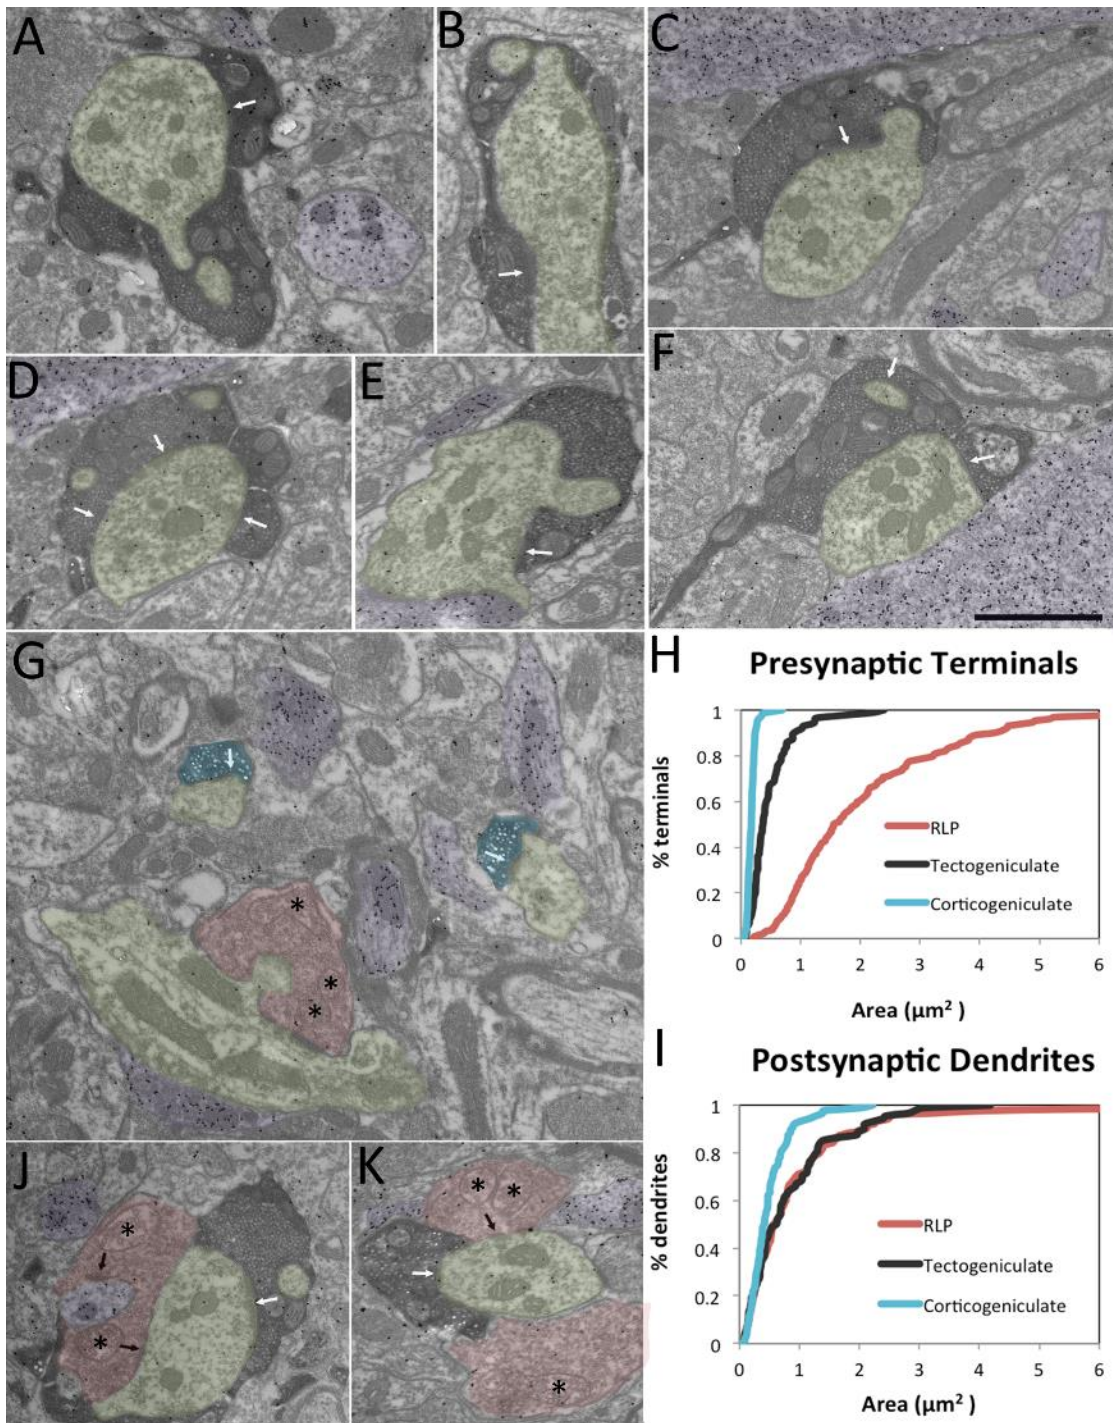 A
B
C
D
E
F
G
*
*
*
H
Presynaptic Terminals
% terminals
1
0.8
0.6
0.4
0.2
0
RLP
Tectogeniculate
Corticogeniculate
0 1 2 3 4 5 6
Area (µm² )
I
Postsynaptic Dendrites
% dendrites
1
0.8
0.6
0.4
0.2
0
RLP
Tectogeniculate
Corticogeniculate
0 1 2 3 4 5 6
Area (µm²)
J
*
*
K
* *
*